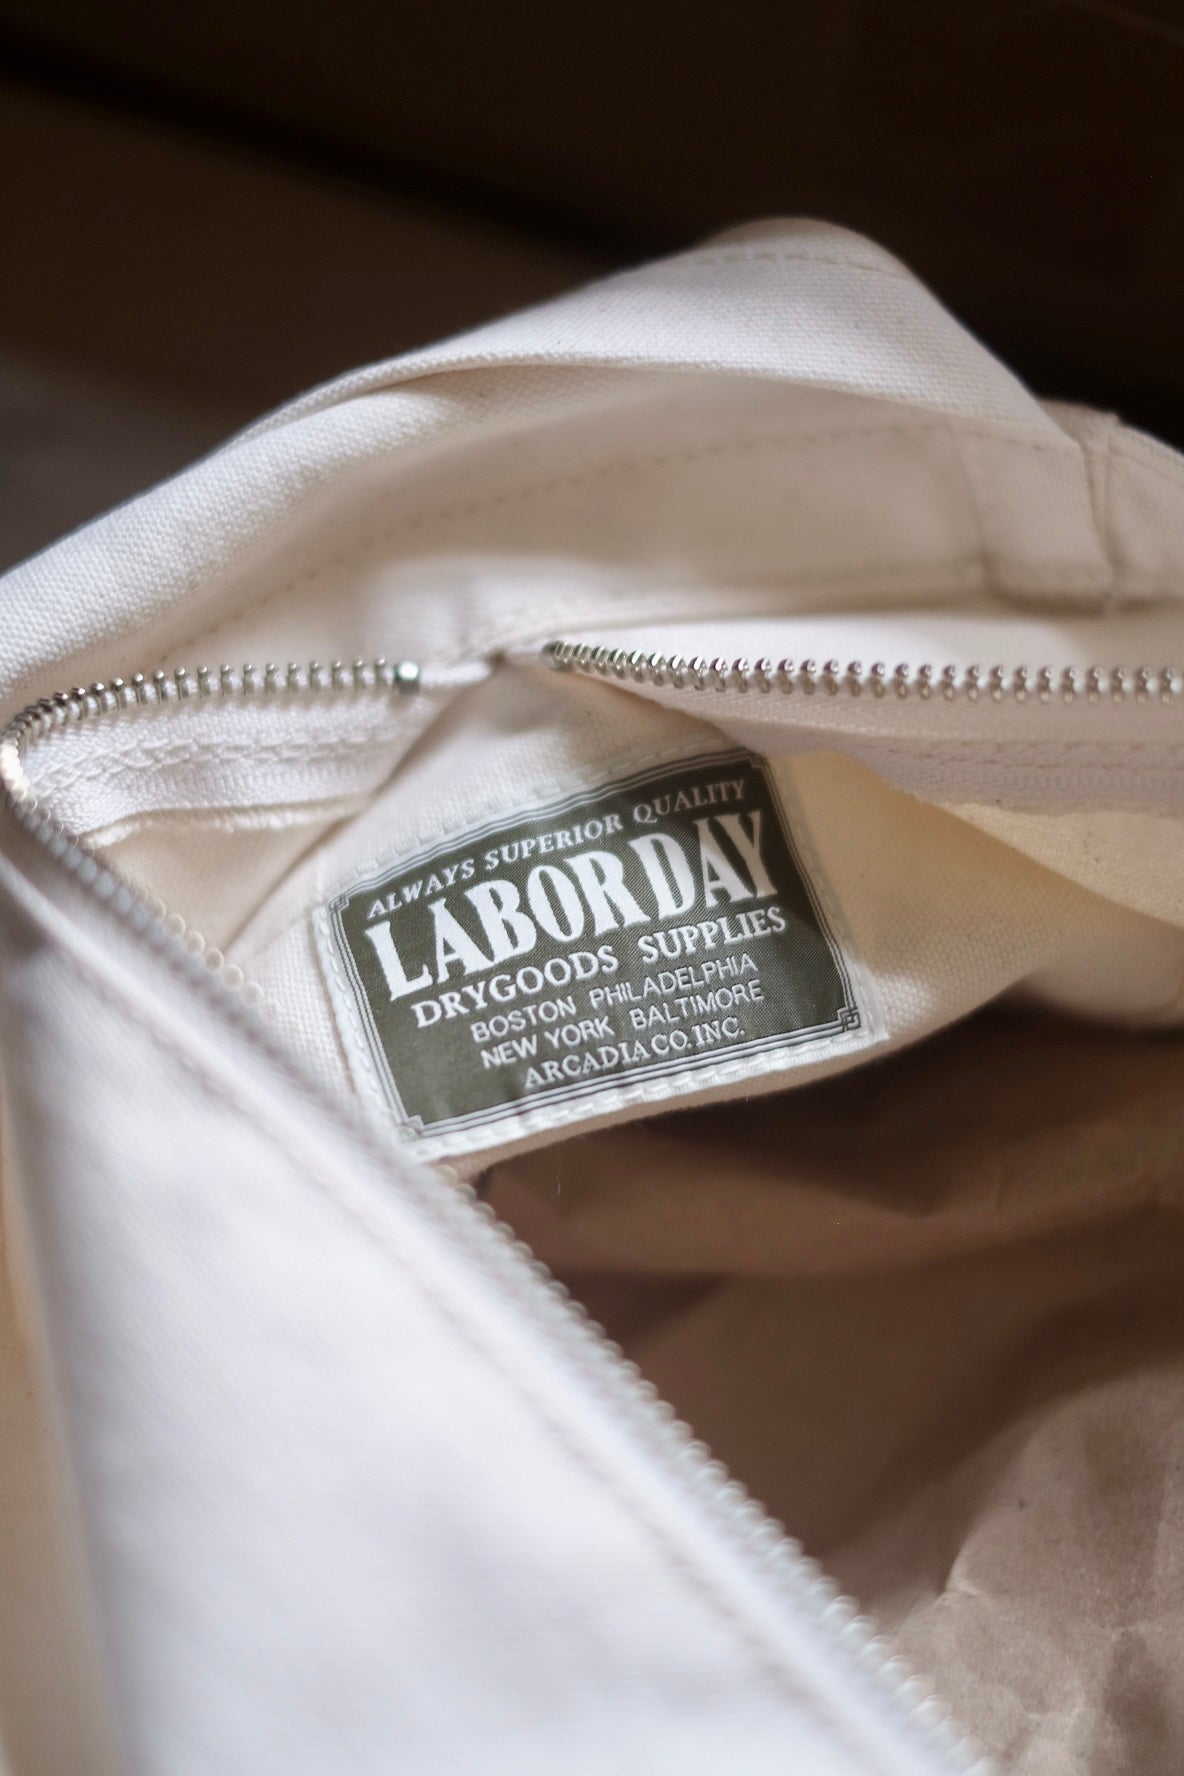 ALWAYS SUPERIOR QUALITY
LABOR DAY
DRYGOODS SUPPLIES
BOSTON PHILADELPHIA
NEW YORK BALTIMORE
ARCADIA CO. INC.